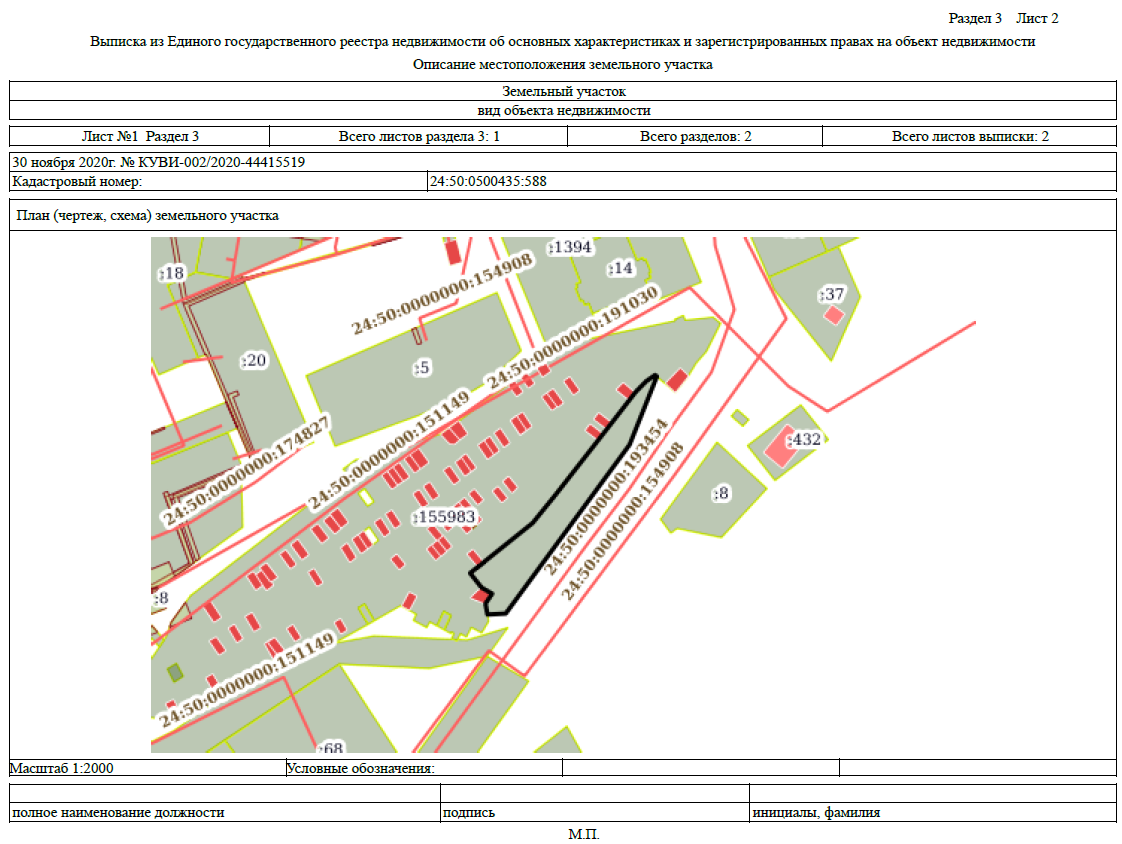 Раздел 3 Лист 2
Выписка из Единого государственного реестра недвижимости об основных характеристиках и зарегистрированных правах на объект недвижимости
Описание местоположения земельного участка
Земельный участок
вид объекта недвижимости
Лист №1 Раздел 3 Всего листов раздела 3: 1 Всего разделов: 2 Всего листов выписки: 2
30 ноября 2020г. № КУВИ-002/2020-44415519
Кадастровый номер: 24:50:0500435:588
План (чертеж, схема) земельного участка
:1394
:18
:14
24:50:0000000:154908
:37
24:50:0000000:191030
:20
:5
24:50:0000000:151149
24:50:0000000:174827
:432
24:50:0000000:193454
24:50:0000000:154908
:8
:155983
:8
24:50:0000000:151149
:68
Масштаб 1:2000 Условные обозначения:
полное наименование должности подпись инициалы, фамилия
М.П.